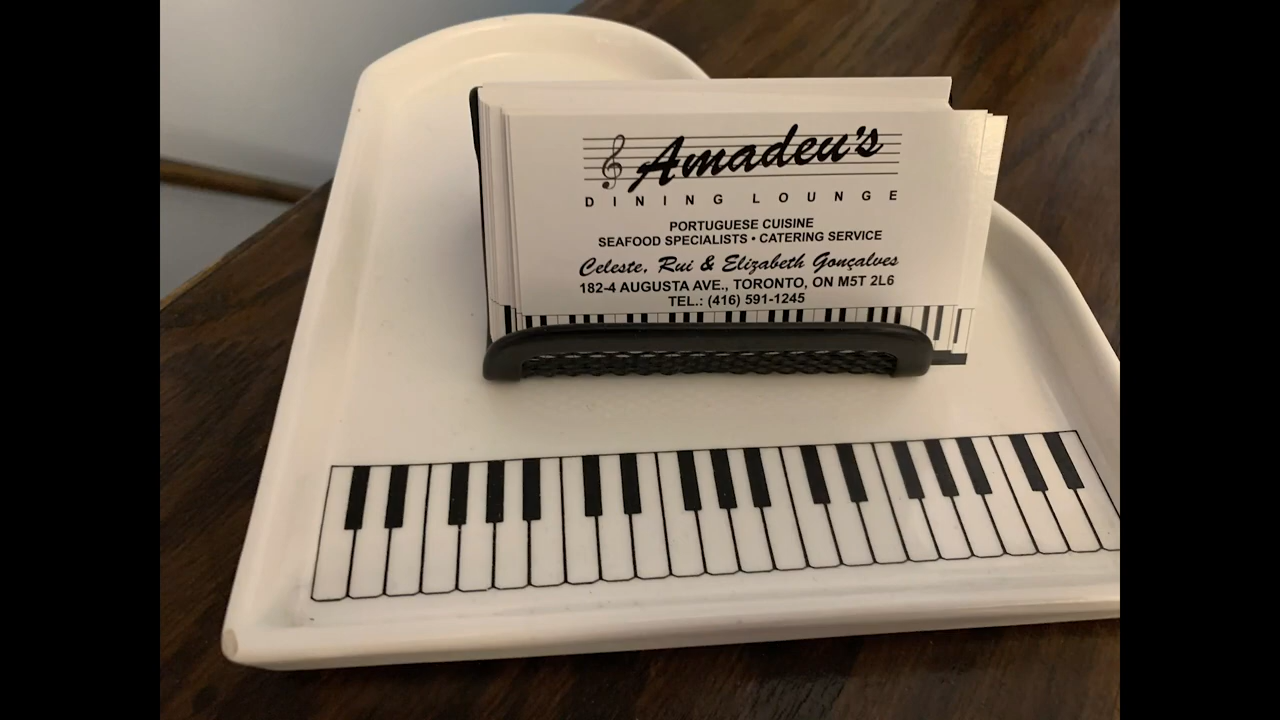 Amadeu's
DINING LOUNGE
PORTUGUESE CUISINE
SEAFOOD SPECIALISTS • CATERING SERVICE
Celeste, Rui & Elizabeth Gonçalves
182-4 AUGUSTA AVE., TORONTO, ON M5T 2L6
TEL.: (416) 591-1245